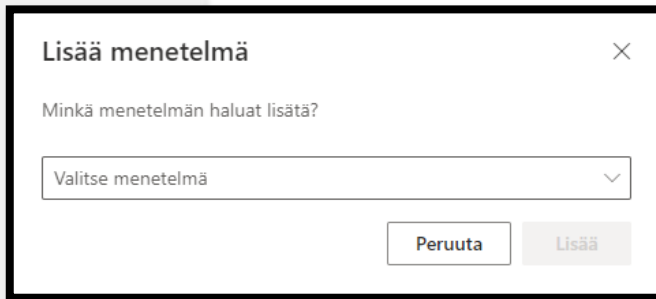 Lisää menetelmä
Minkä menetelmän haluat lisätä?
Valitse menetelmä
Peruuta
Lisää